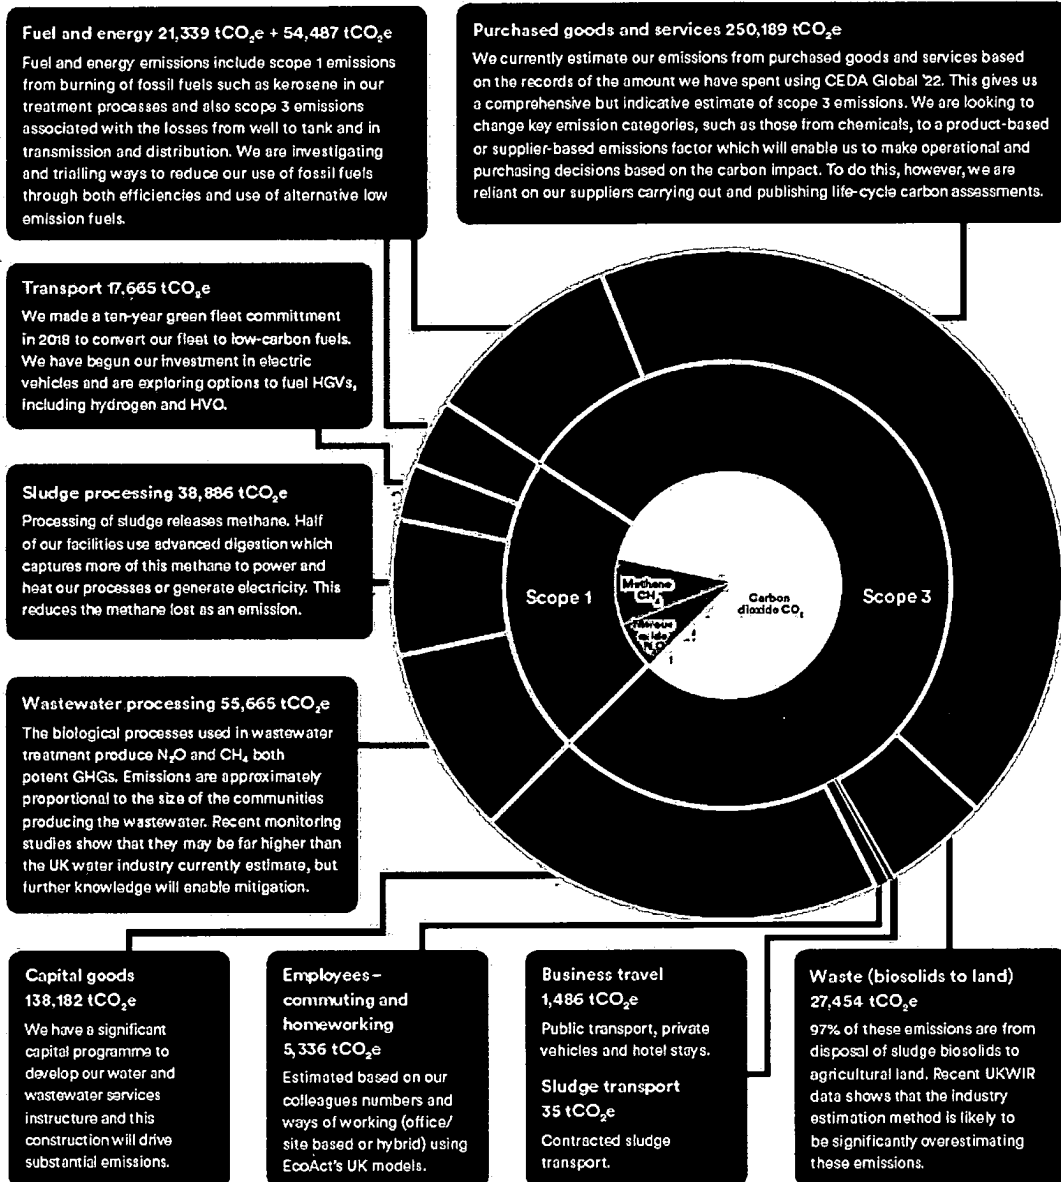 Fuel and energy 21,339 tCO₂e + 54,487 tCO₂e
Fuel and energy emissions include scope 1 emissions
from burning of fossil fuels such as kerosene in our
treatment processes and also scope 3 emissions
associated with the losses from well to tank and in
transmission and distribution. We are investigating
and trialling ways to reduce our use of fossil fuels
through both efficiencies and use of alternative low
emission fuels.
Purchased goods and services 250,189 tCO₂e
We currently estimate our emissions from purchased goods and services based
on the records of the amount we have spent using CEDA Global '22. This gives us
a comprehensive but indicative estimate of scope 3 emissions. We are looking to
change key emission categories, such as those from chemicals, to a product-based
or supplier-based emissions factor which will enable us to make operational and
purchasing decisions based on the carbon impact. To do this, however, we are
reliant on our suppliers carrying out and publishing life-cycle carbon assessments.
Transport 17,665 tCO₂e
We made a ten-year green fleet committment
in 2018 to convert our fleet to low-carbon fuels.
We have begun our investment in electric
vehicles and are exploring options to fuel HGVs,
including hydrogen and HVO.
Sludge processing 38,886 tCO₂e
Processing of sludge releases methane. Half
of our facilities use advanced digestion which
captures more of this methane to power and
heat our processes or generate electricity. This
reduces the methane lost as an emission.
Wastewater processing 55,665 tCO₂e
The biological processes used in wastewater
treatment produce N₂O and CH₄ both
potent GHGs. Emissions are approximately
proportional to the size of the communities
producing the wastewater. Recent monitoring
studies show that they may be far higher than
the UK water industry currently estimate, but
further knowledge will enable mitigation.
Scope 1
Methane
CH₄
Nitrous
oxide
N₂O
Carbon
dioxide CO₂
Scope 3
Capital goods
138,182 tCO₂e
We have a significant
capital programme to
develop our water and
wastewater services
instructure and this
construction will drive
substantial emissions.
Employees –
commuting and
homeworking
5,336 tCO₂e
Estimated based on our
colleagues numbers and
ways of working (office/
site based or hybrid) using
EcoAct's UK models.
Business travel
1,486 tCO₂e
Public transport, private
vehicles and hotel stays.
Sludge transport
35 tCO₂e
Contracted sludge
transport.
Waste (biosolids to land)
27,454 tCO₂e
97% of these emissions are from
disposal of sludge biosolids to
agricultural land. Recent UKWIR
data shows that the industry
estimation method is likely to
be significantly overestimating
these emissions.